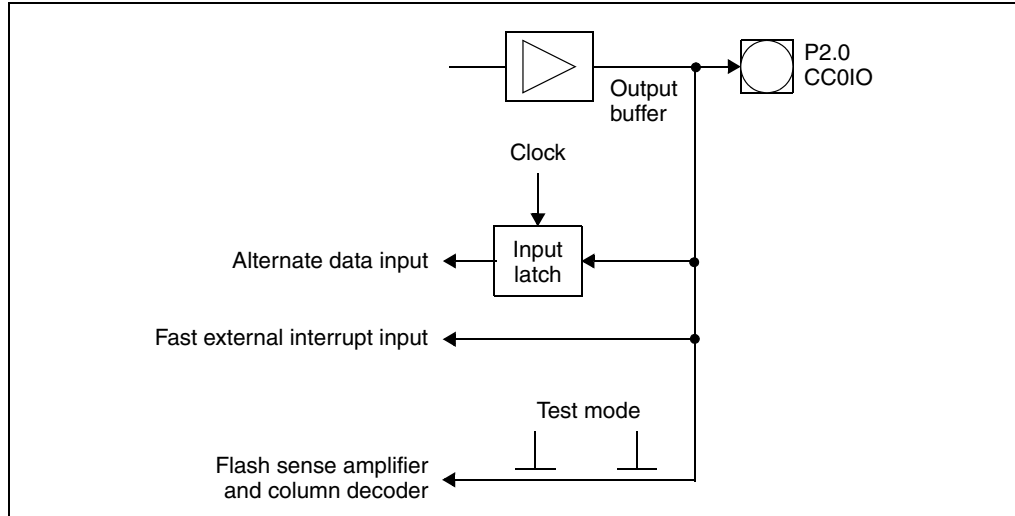 P2.0
CC0IO
Output
buffer
Clock
Input
latch
Alternate data input
Fast external interrupt input
Test mode
Flash sense amplifier
and column decoder